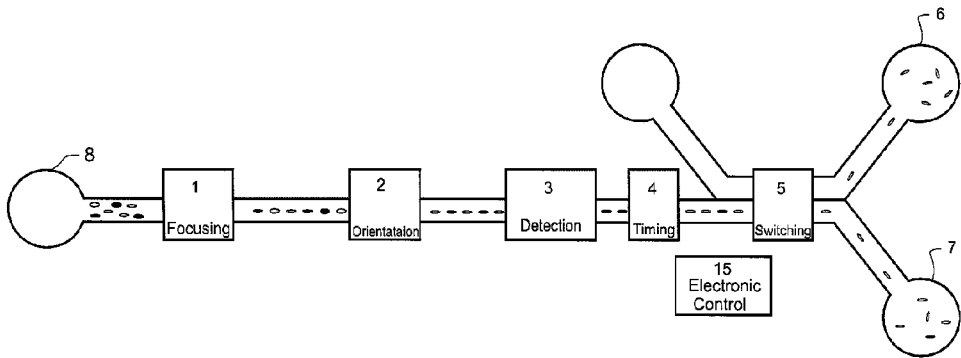 6
8
1
Focusing
2
Orientataion
3
Detection
4
Timing
5
Switching
7
15
Electronic
Control